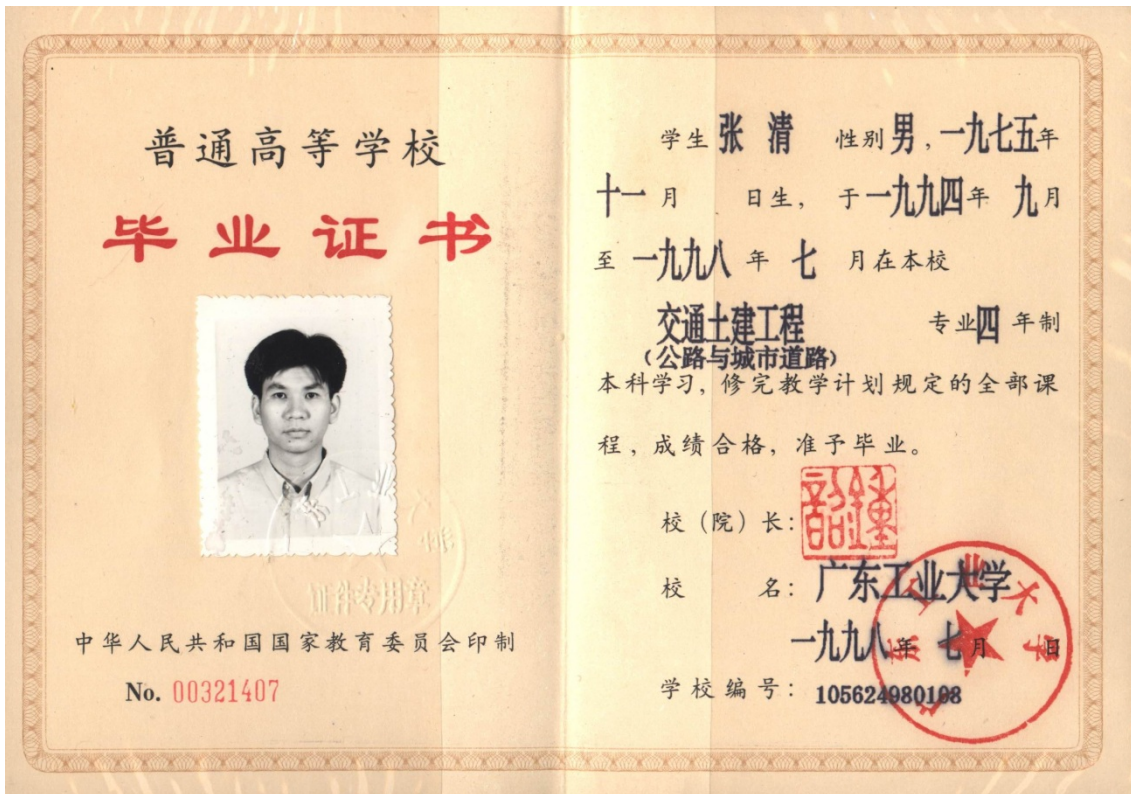 普通高等学校
毕业证书
证件专用章
中华人民共和国国家教育委员会印制
No. 00321407
学生 张清 性别 男，一九七五年
十一月 日生，于一九九四年 九月
至 一九九八 年 七 月在本校
交通土建工程 专业四 年制
（公路与城市道路）
本科学习，修完教学计划规定的全部课
程，成绩合格，准予毕业。
校（院）长：
校 名：广东工业大学
一九九八年 七月 日
学校编号：105624980108
广东工业大学